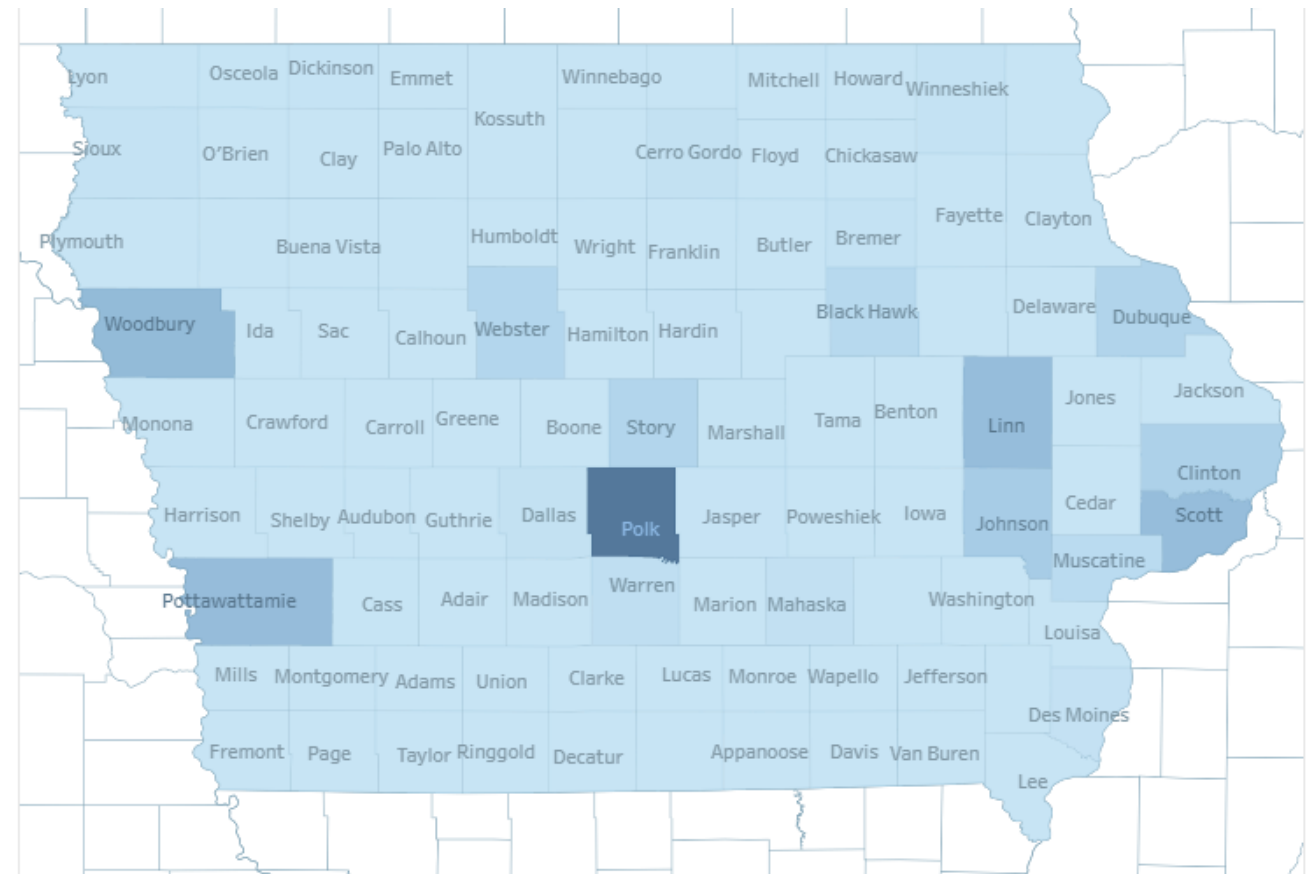 Lyon
Osceola
Dickinson
Emmet
Winnebago
Mitchell
Howard
Winneshiek
Kossuth
Sioux
O'Brien
Clay
Palo Alto
Cerro Gordo
Floyd
Chickasaw
Plymouth
Buena Vista
Humboldt
Wright
Franklin
Butler
Bremer
Fayette
Clayton
Woodbury
Ida
Sac
Calhoun
Webster
Hamilton
Hardin
Black Hawk
Delaware
Dubuque
Monona
Crawford
Carroll
Greene
Boone
Story
Marshall
Tama
Benton
Linn
Jones
Jackson
Clinton
Harrison
Shelby
Audubon
Guthrie
Dallas
Polk
Jasper
Poweshiek
Iowa
Johnson
Cedar
Scott
Muscatine
Pottawattamie
Cass
Adair
Madison
Warren
Marion
Mahaska
Washington
Louisa
Mills
Montgomery
Adams
Union
Clarke
Lucas
Monroe
Wapello
Jefferson
Des Moines
Fremont
Page
Taylor
Ringgold
Decatur
Appanoose
Davis
Van Buren
Lee